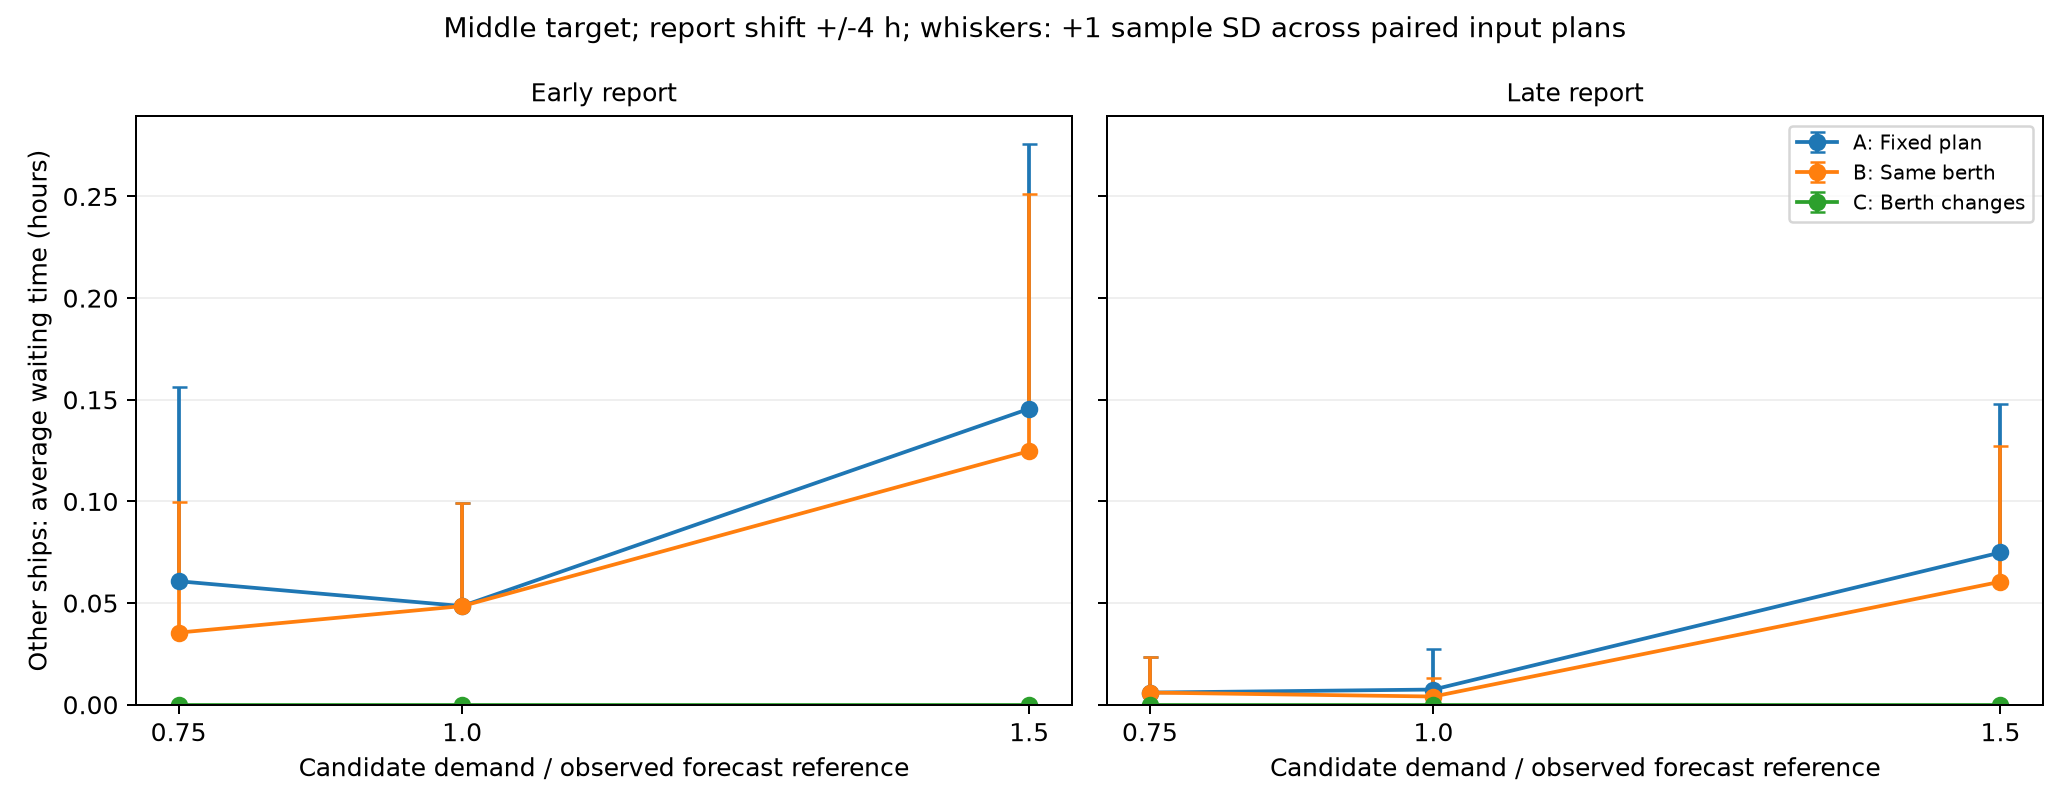 Middle target; report shift +/-4 h; whiskers: +1 sample SD across paired input plans
Early report
Other ships: average waiting time (hours)
0.25
0.20
0.15
0.10
0.05
0.00
0.75
1.0
1.5
Candidate demand / observed forecast reference
Late report
A: Fixed plan
B: Same berth
C: Berth changes
0.75
1.0
1.5
Candidate demand / observed forecast reference